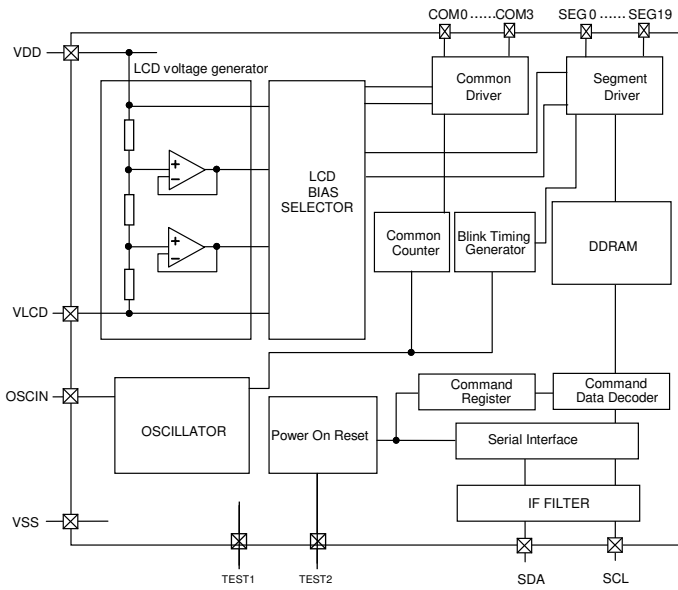 COM0 ...... COM3
SEG0 ...... SEG19
VDD
LCD voltage generator
Common
Driver
Segment
Driver
+
−
LCD
BIAS
SELECTOR
+
−
Common
Counter
Blink Timing
Generator
DDRAM
VLCD
OSCIN
OSCILLATOR
Power On Reset
Command
Register
Command
Data Decoder
Serial Interface
IF FILTER
VSS
TEST1
TEST2
SDA
SCL